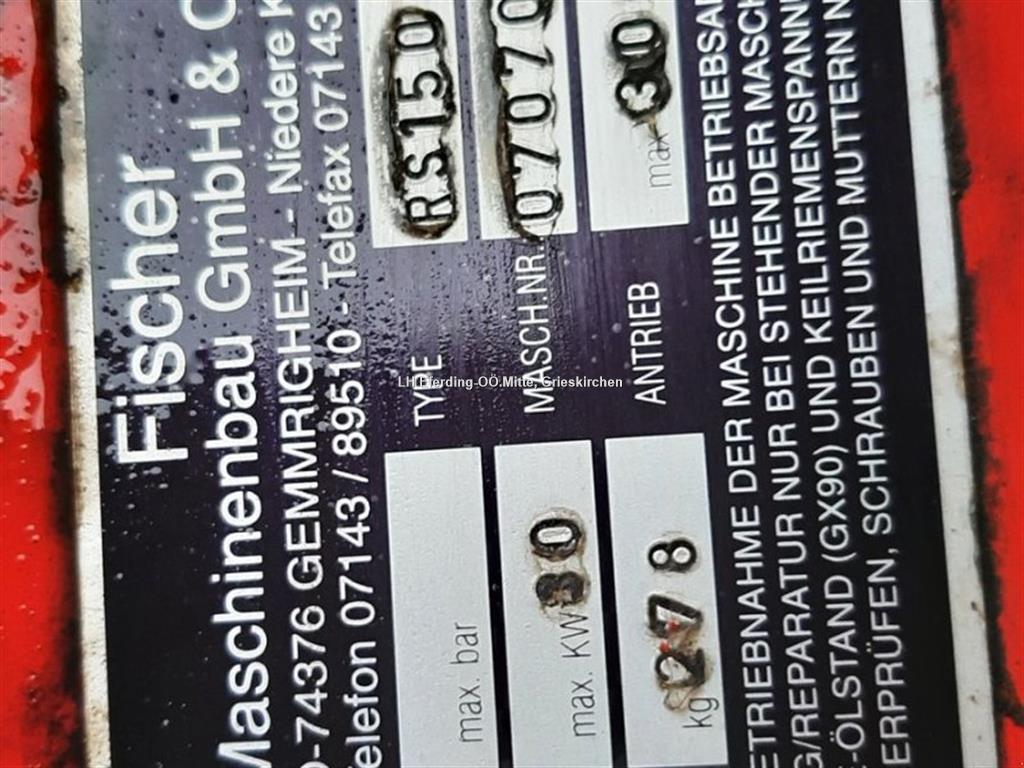 Fischer
Maschinenbau GmbH &
D-74376 GEMMRIGHEIM - Niedere
Telefon 07143 / 89510 - Telefax 07143
max. bar TYPE RS150
max. KW 30 MASCH.NR. 07070
kg 278 ANTRIEB max 30
ETRIEBNAHME DER MASCHINE BETRIEBSAN
G/REPARATUR NUR BEI STEHENDER MASCH
-ÖLSTAND (GX90) UND KEILRIEMENSPANN
ERPRÜFEN, SCHRAUBEN UND MUTTERN N
LH Eferding-OÖ.Mitte, Grieskirchen